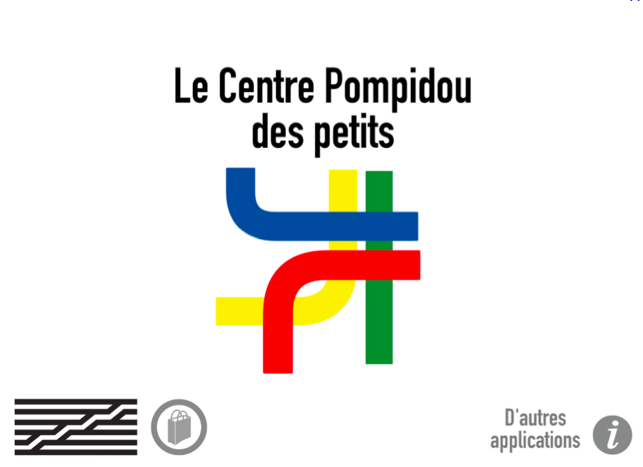 Le Centre Pompidou
des petits
D'autres
applications
i